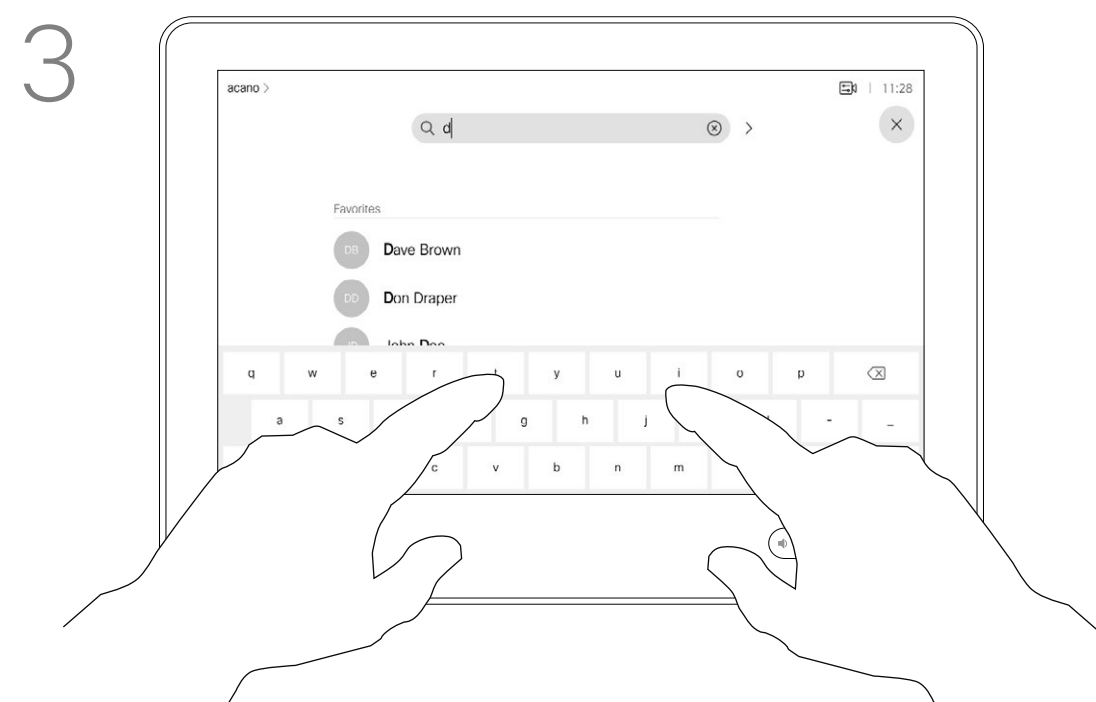 3
acano > 11:28
d
Favorites
DB Dave Brown
DD Don Draper
John Doe
q w e r t y u i o p
a s g h j - _
c v b n m